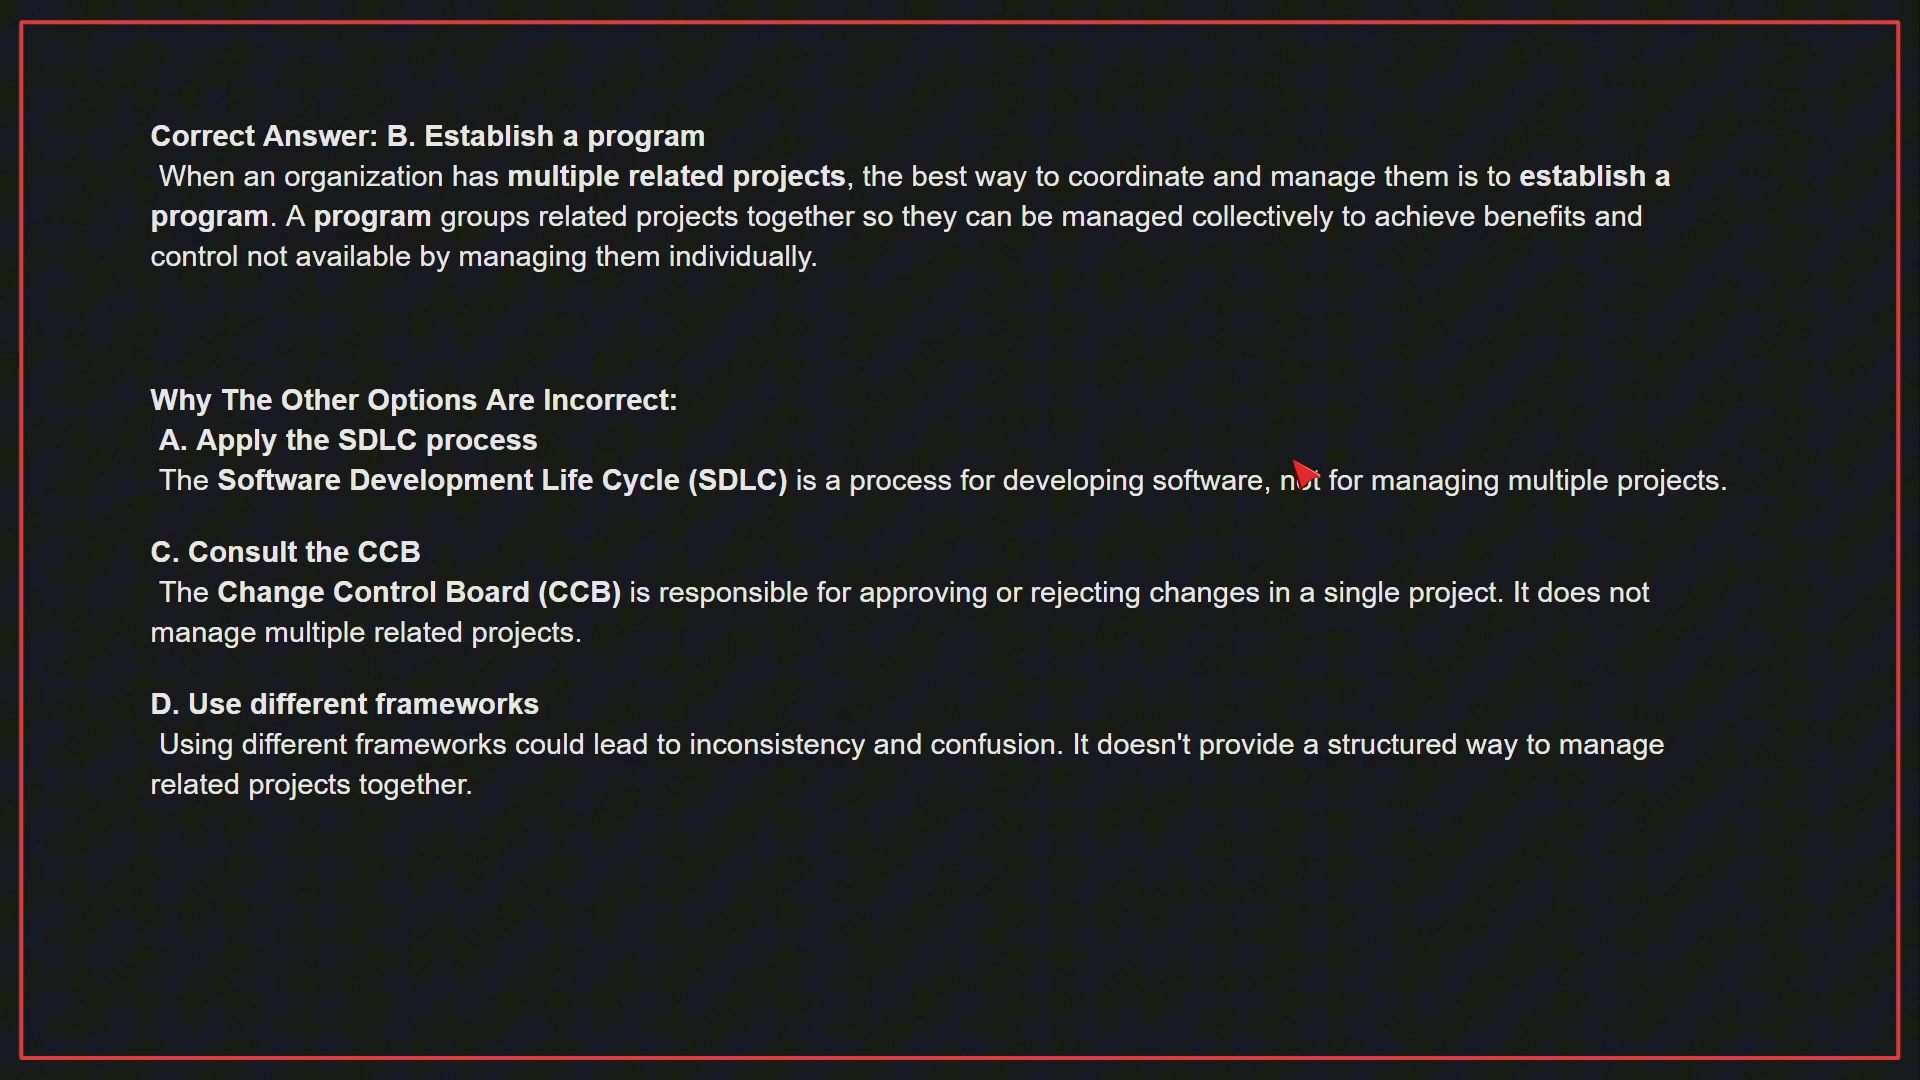 Correct Answer: B. Establish a program
When an organization has multiple related projects, the best way to coordinate and manage them is to establish a
program. A program groups related projects together so they can be managed collectively to achieve benefits and
control not available by managing them individually.
Why The Other Options Are Incorrect:
A. Apply the SDLC process
The Software Development Life Cycle (SDLC) is a process for developing software, not for managing multiple projects.
C. Consult the CCB
The Change Control Board (CCB) is responsible for approving or rejecting changes in a single project. It does not
manage multiple related projects.
D. Use different frameworks
Using different frameworks could lead to inconsistency and confusion. It doesn't provide a structured way to manage
related projects together.